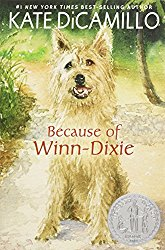 #1 NEW YORK TIMES BEST-SELLING AUTHOR
KATE DICAMILLO
Because of
Winn-Dixie